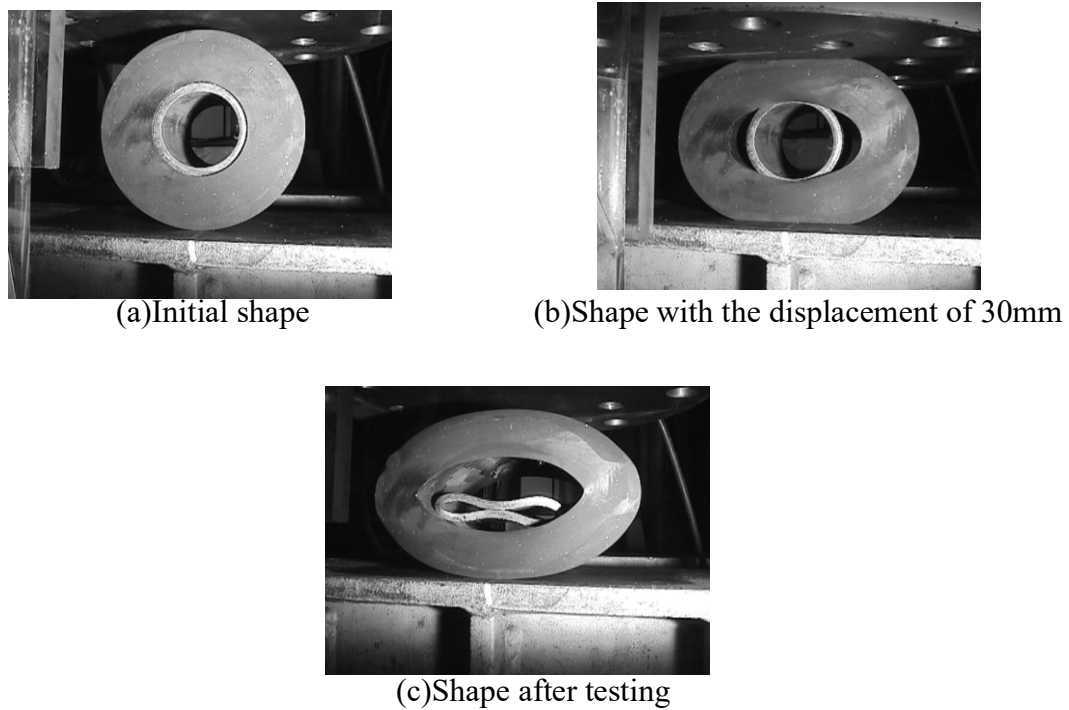 (a)Initial shape
(b)Shape with the displacement of 30mm
(c)Shape after testing